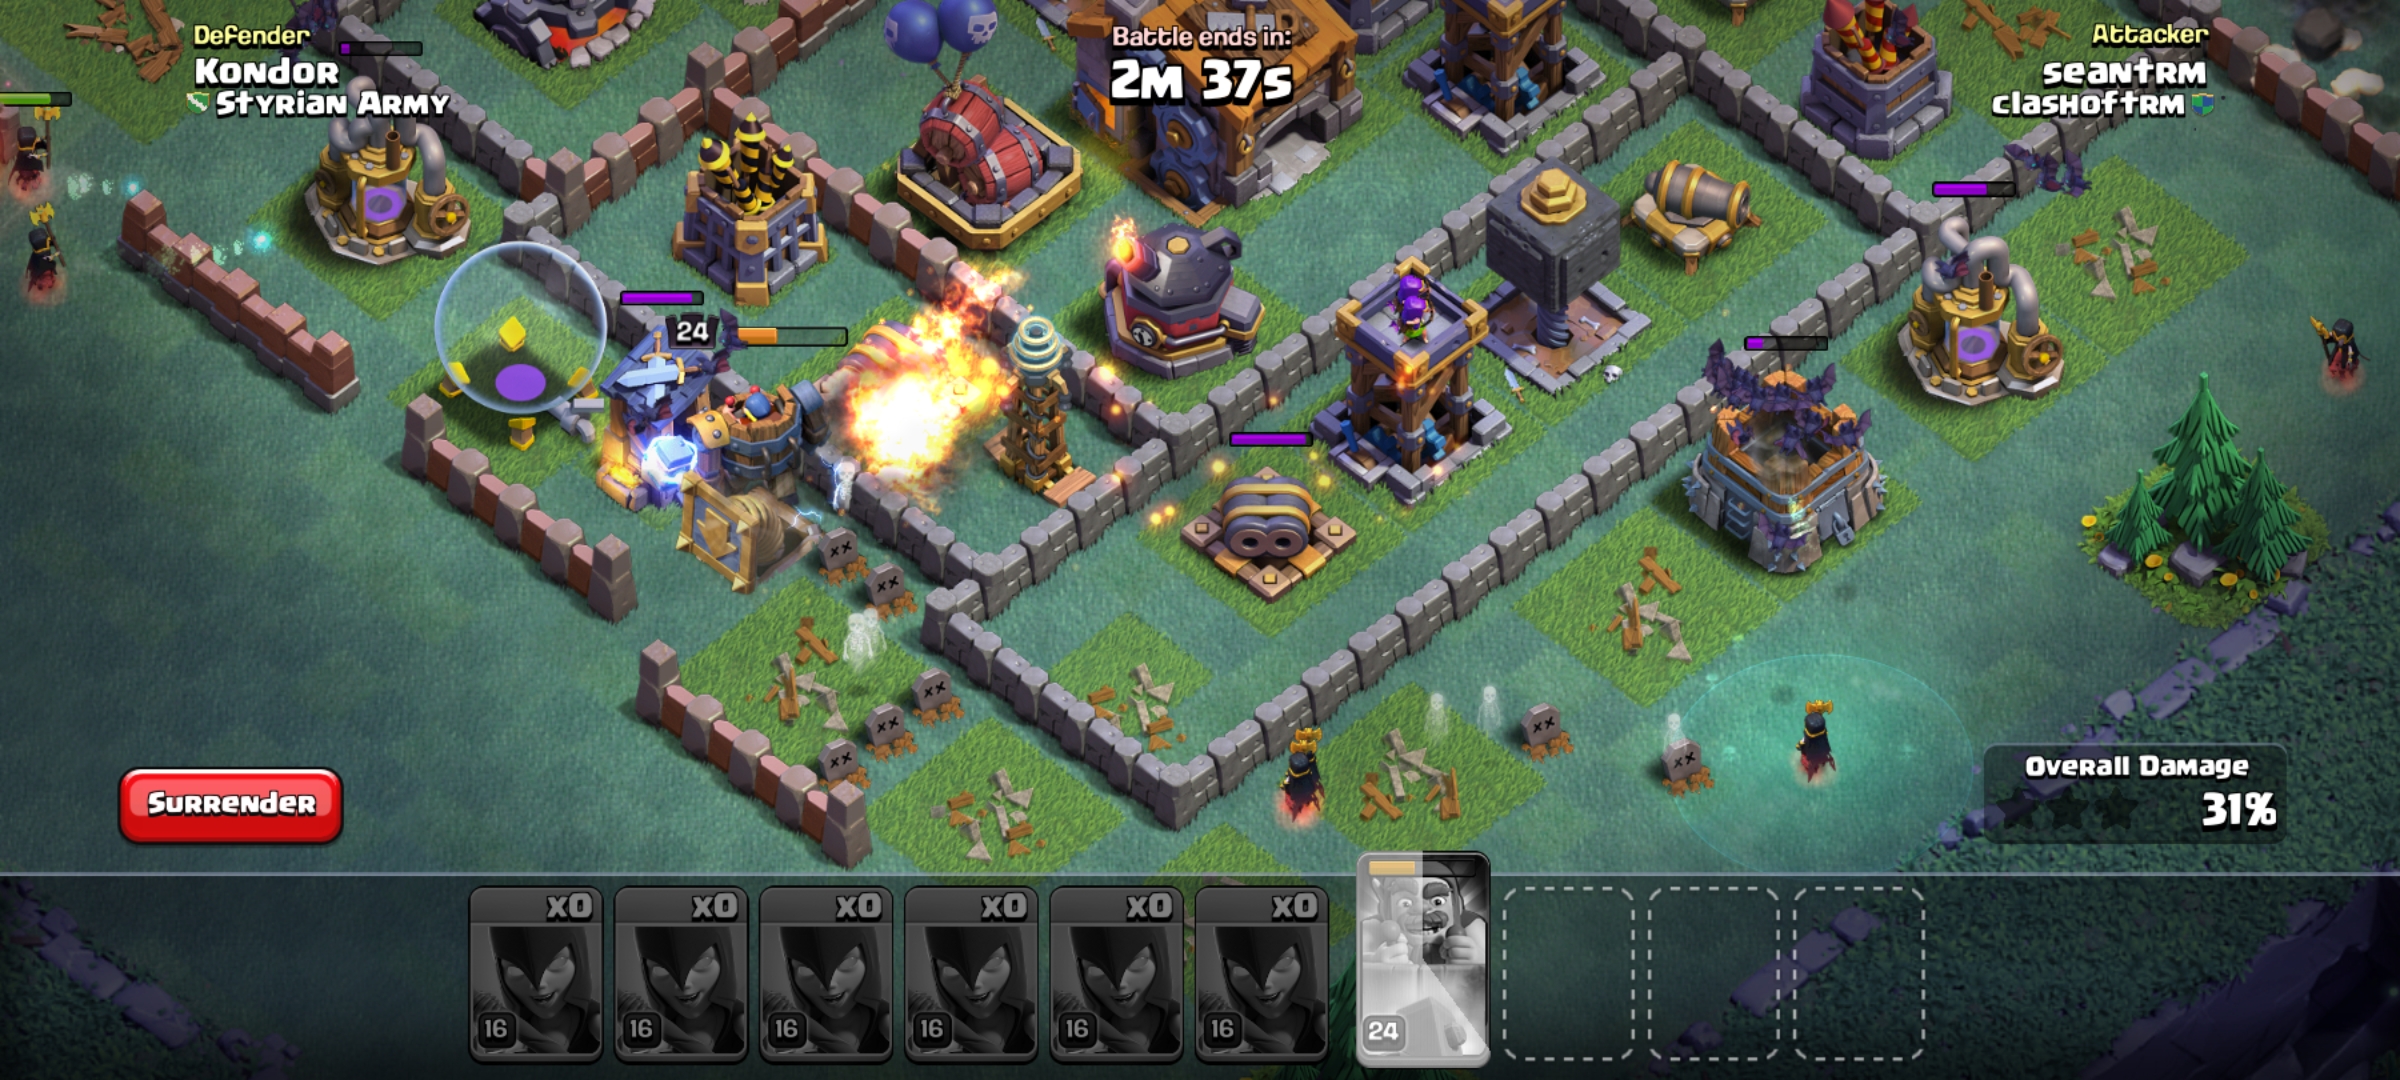 Defender
Kondor
Styrian Army
Battle ends in:
2M 37s
Attacker
seantRM
clashoftRM
24
Surrender
Overall Damage
31%
x0
x0
x0
x0
x0
x0
16
16
16
16
16
16
24